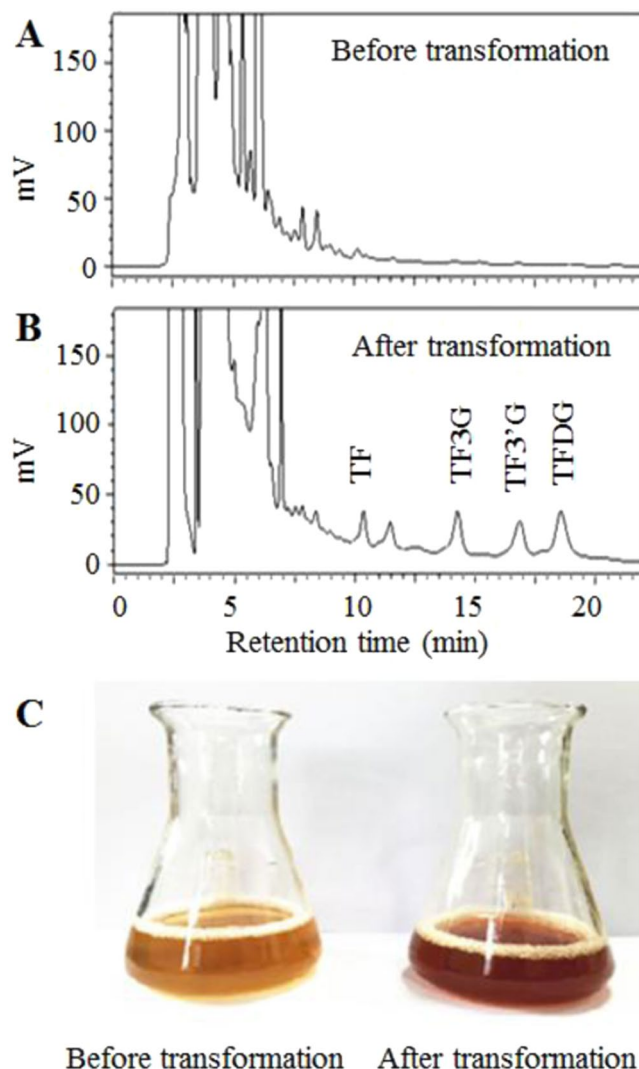 A
Before transformation
150
100
50
0
mV
B
After transformation
150
100
50
0
mV
TF
TF3G
TF3’G
TFDG
0 5 10 15 20
Retention time (min)
C
Before transformation After transformation